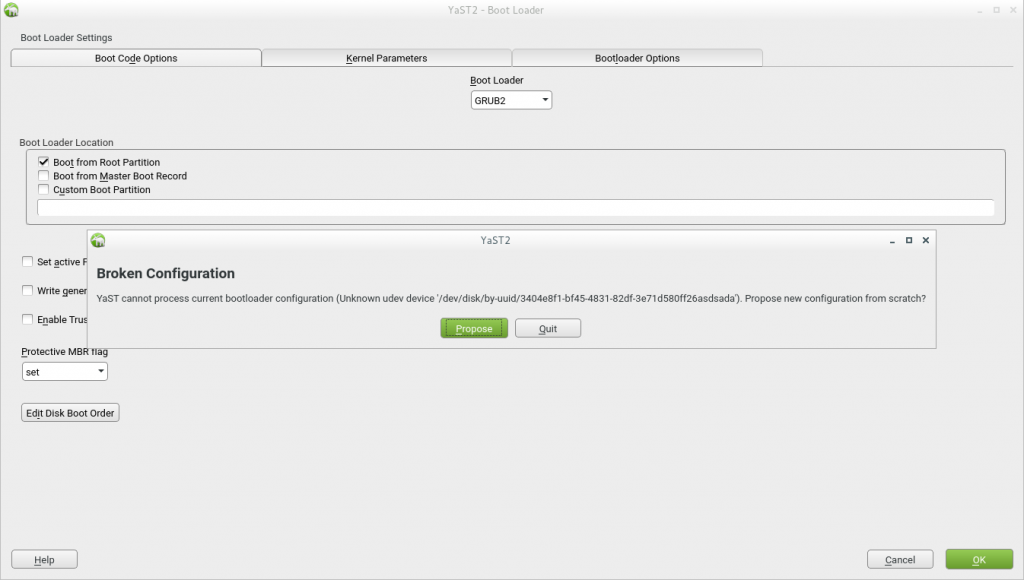 YaST2 - Boot Loader
Boot Loader Settings
Boot Code Options
Kernel Parameters
Bootloader Options
Boot Loader
GRUB2
Boot Loader Location
Boot from Root Partition
Boot from Master Boot Record
Custom Boot Partition
YaST2
Set active
Broken Configuration
Write gener
YaST cannot process current bootloader configuration (Unknown udev device '/dev/disk/by-uuid/3404e8f1-bf45-4831-82df-3e71d580ff26asdsada'). Propose new configuration from scratch?
Enable Trus
Propose
Quit
Protective MBR flag
set
Edit Disk Boot Order
Help
Cancel
OK